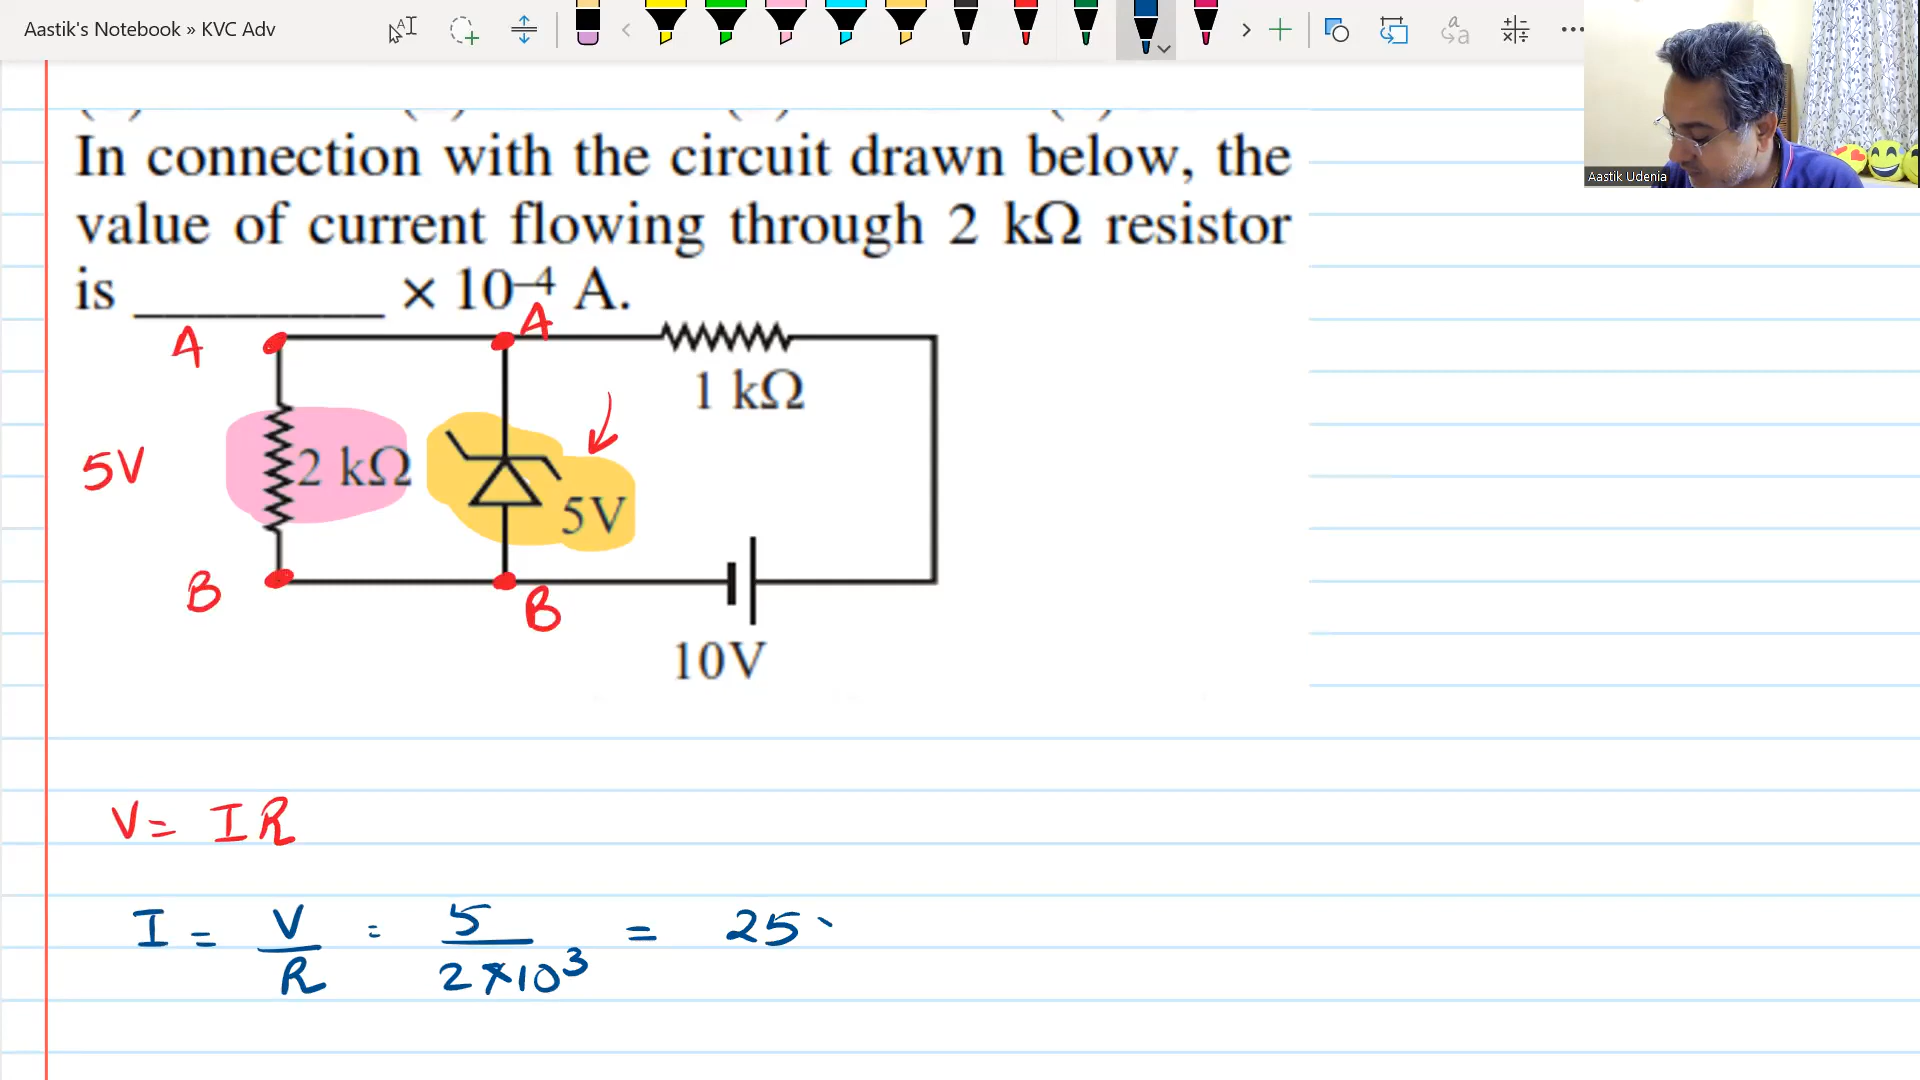 Aastik's Notebook » KVC Adv
Aastik Udenia
In connection with the circuit drawn below, the
value of current flowing through 2 kΩ resistor
is __________ × 10⁻⁴ A.
A
A
1 kΩ
2 kΩ
5V
5V
B
B
10V
V = IR
I = V/R = 5/(2×10³) = 25